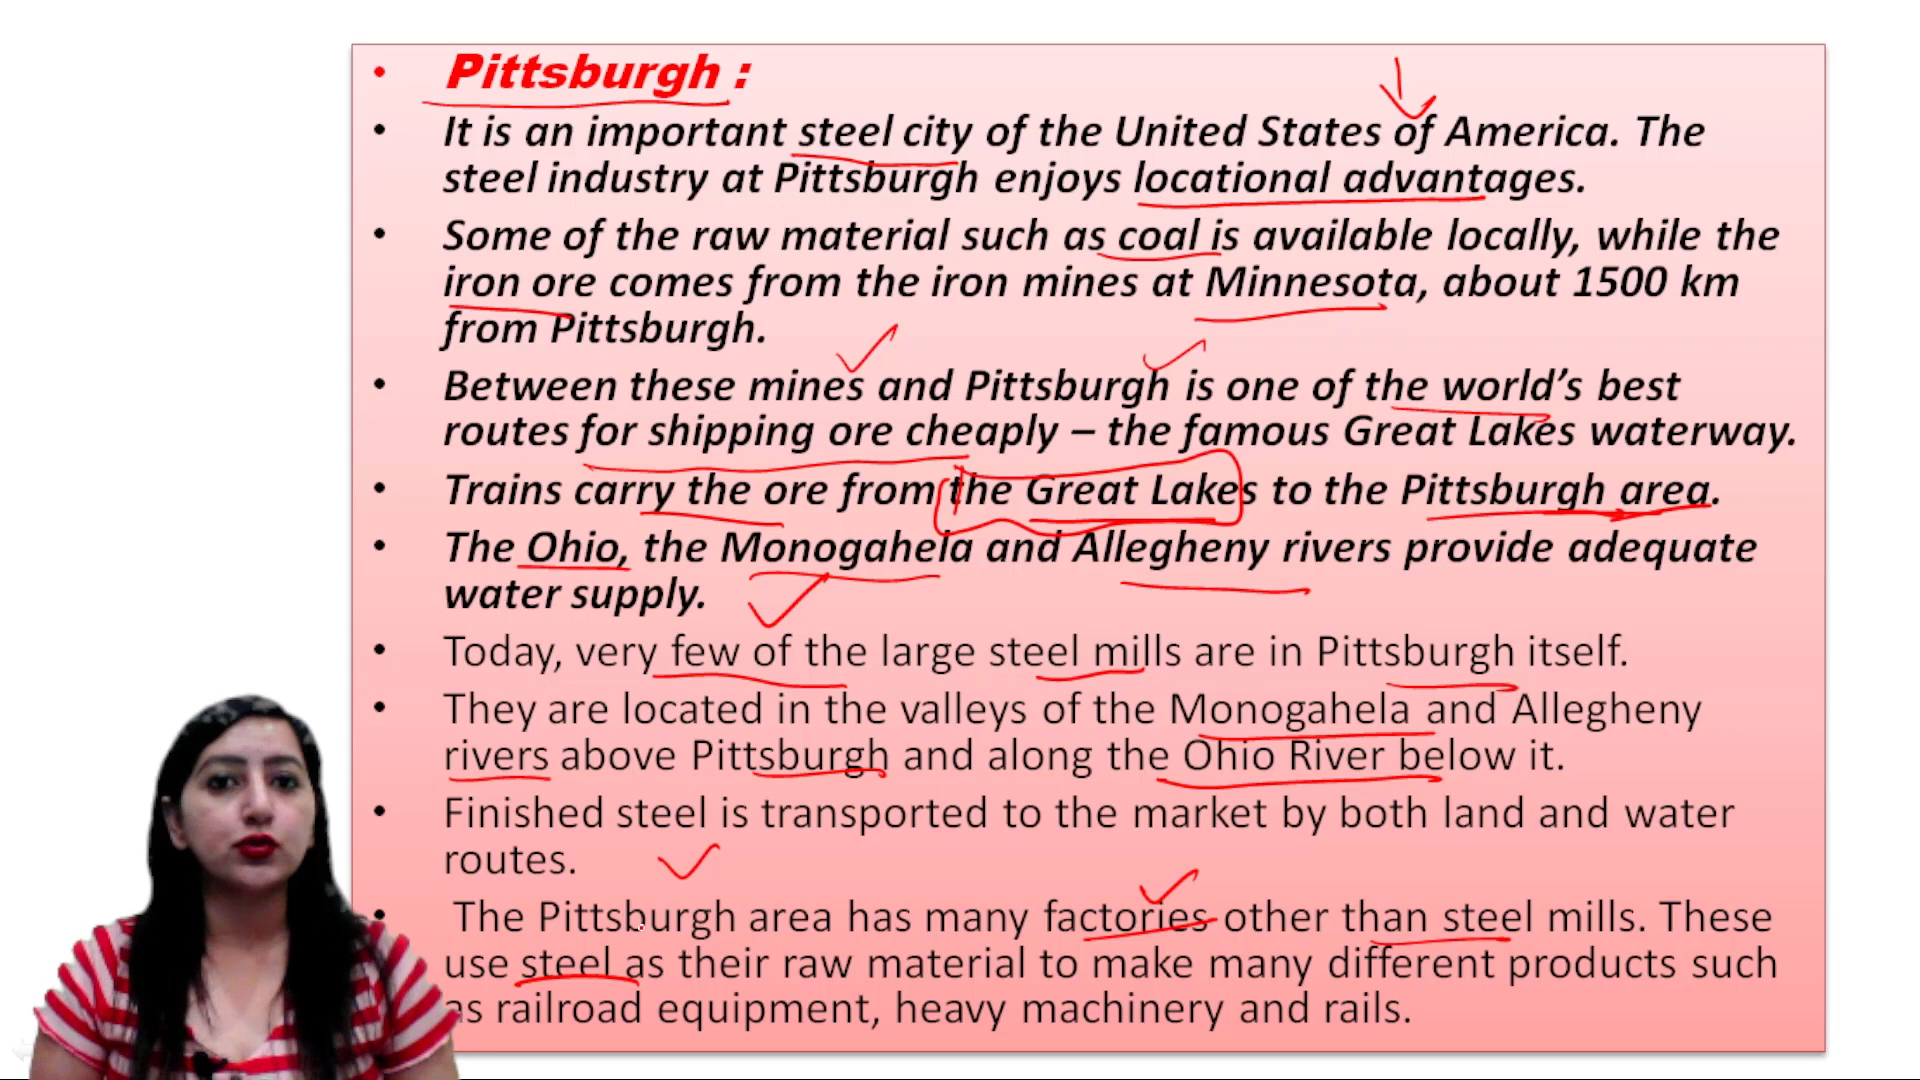 • Pittsburgh :
• It is an important steel city of the United States of America. The
steel industry at Pittsburgh enjoys locational advantages.
• Some of the raw material such as coal is available locally, while the
iron ore comes from the iron mines at Minnesota, about 1500 km
from Pittsburgh.
• Between these mines and Pittsburgh is one of the world’s best
routes for shipping ore cheaply – the famous Great Lakes waterway.
• Trains carry the ore from the Great Lakes to the Pittsburgh area.
• The Ohio, the Monogahela and Allegheny rivers provide adequate
water supply.
• Today, very few of the large steel mills are in Pittsburgh itself.
• They are located in the valleys of the Monogahela and Allegheny
rivers above Pittsburgh and along the Ohio River below it.
• Finished steel is transported to the market by both land and water
routes.
• The Pittsburgh area has many factories other than steel mills. These
use steel as their raw material to make many different products such
as railroad equipment, heavy machinery and rails.